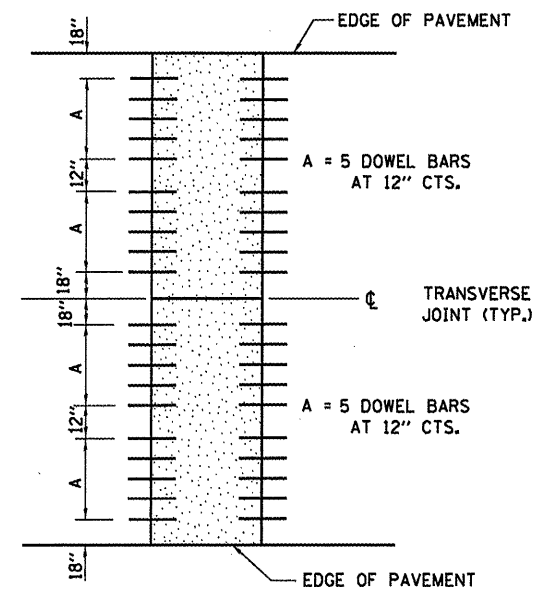 EDGE OF PAVEMENT
18"
A
12"
A = 5 DOWEL BARS
AT 12" CTS.
A
18"
18"
℄
TRANSVERSE
JOINT (TYP.)
A
12"
A = 5 DOWEL BARS
AT 12" CTS.
A
18"
EDGE OF PAVEMENT